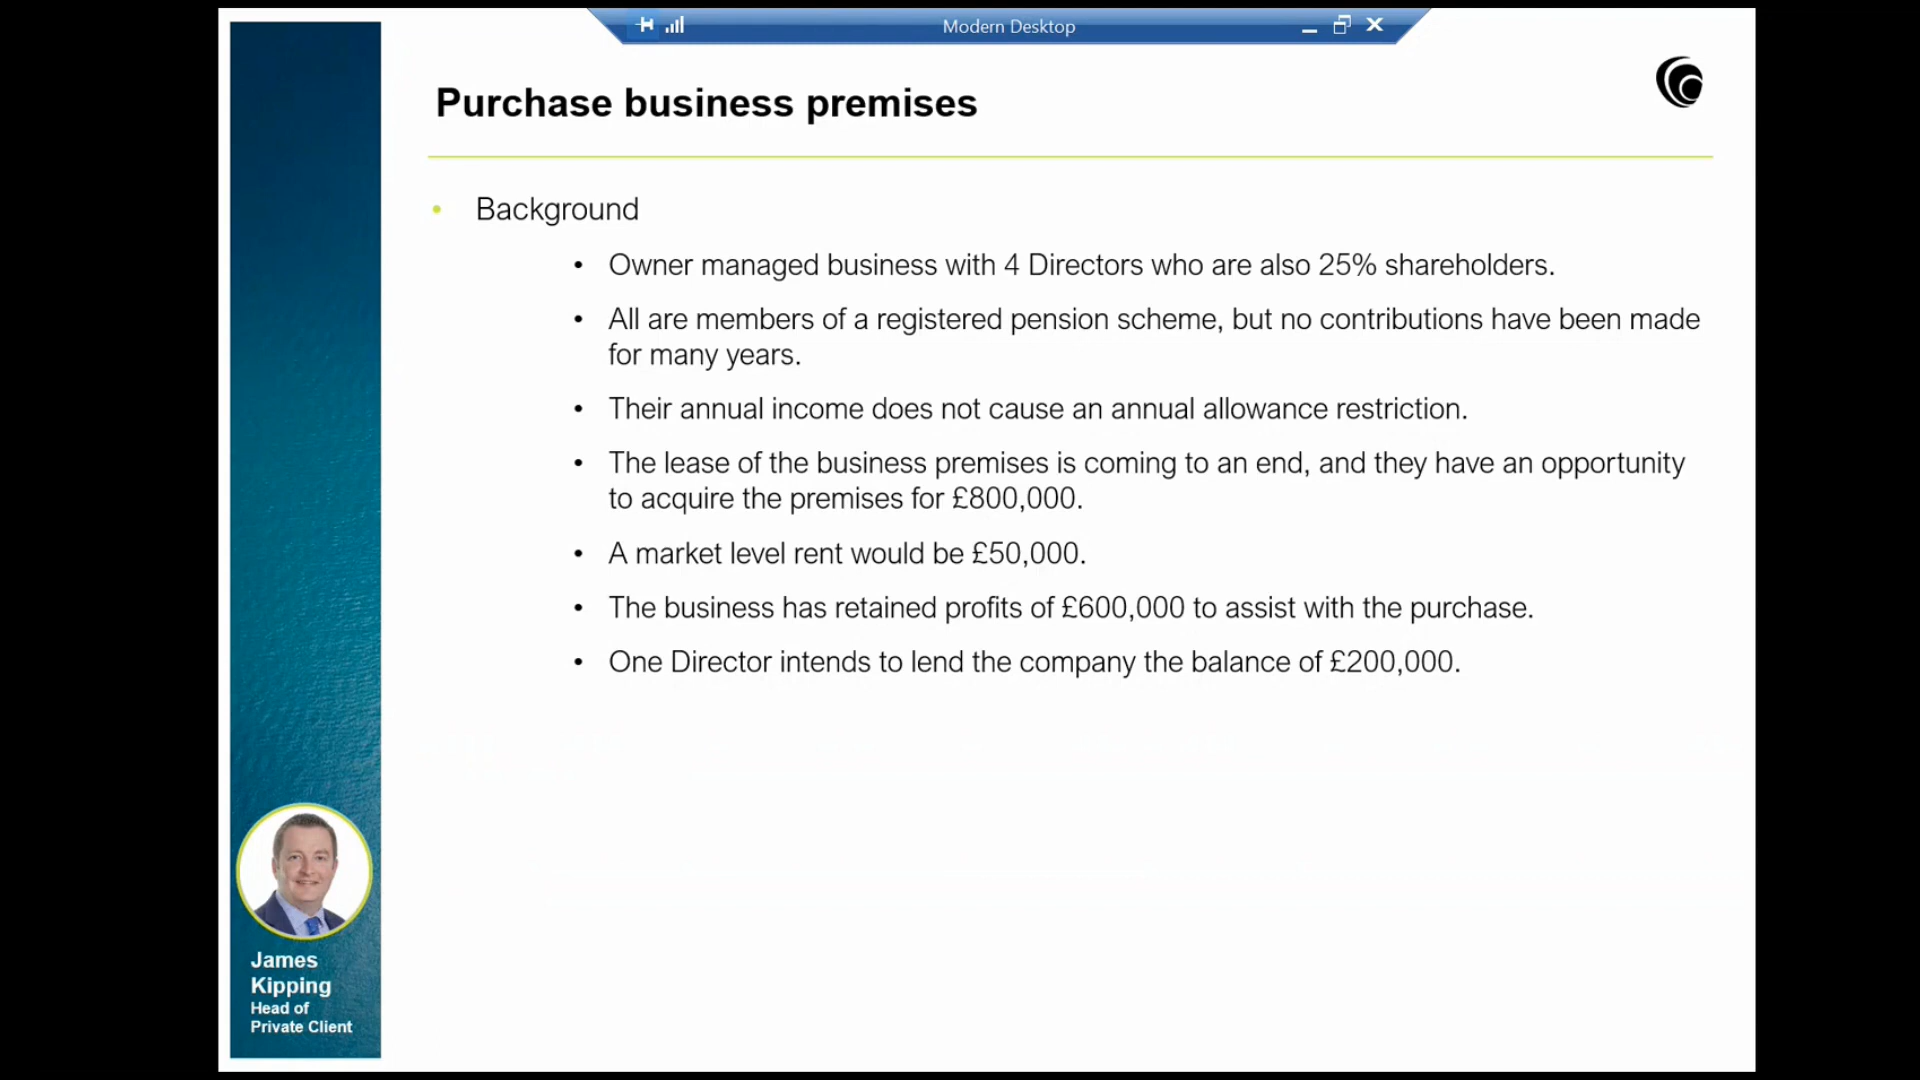 Modern Desktop
Purchase business premises
• Background
• Owner managed business with 4 Directors who are also 25% shareholders.
• All are members of a registered pension scheme, but no contributions have been made
for many years.
• Their annual income does not cause an annual allowance restriction.
• The lease of the business premises is coming to an end, and they have an opportunity
to acquire the premises for £800,000.
• A market level rent would be £50,000.
• The business has retained profits of £600,000 to assist with the purchase.
• One Director intends to lend the company the balance of £200,000.
James
Kipping
Head of
Private Client